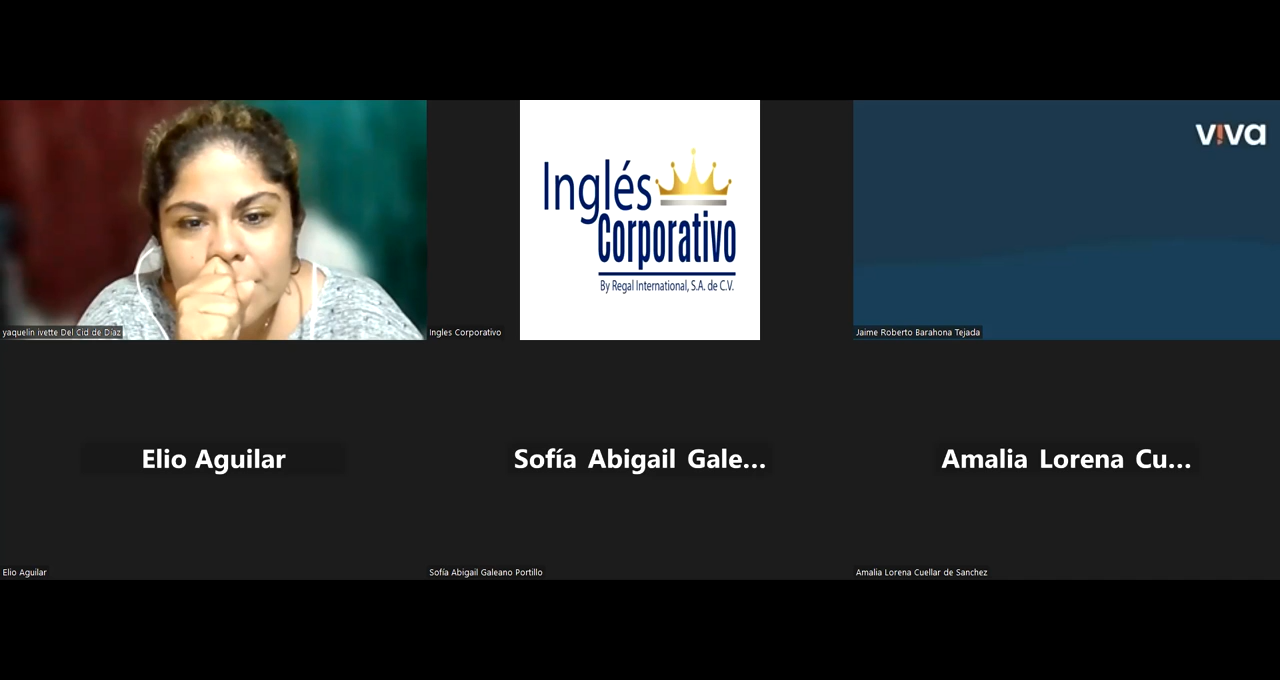 Inglés
Corporativo
By Regal International, S.A. de C.V.
viva
yaquelin ivette Del Cid de Díaz
Ingles Corporativo
Jaime Roberto Barahona Tejada
Elio Aguilar
Sofía Abigail Gale...
Amalia Lorena Cu...
Elio Aguilar
Sofía Abigail Galeano Portillo
Amalia Lorena Cuellar de Sanchez